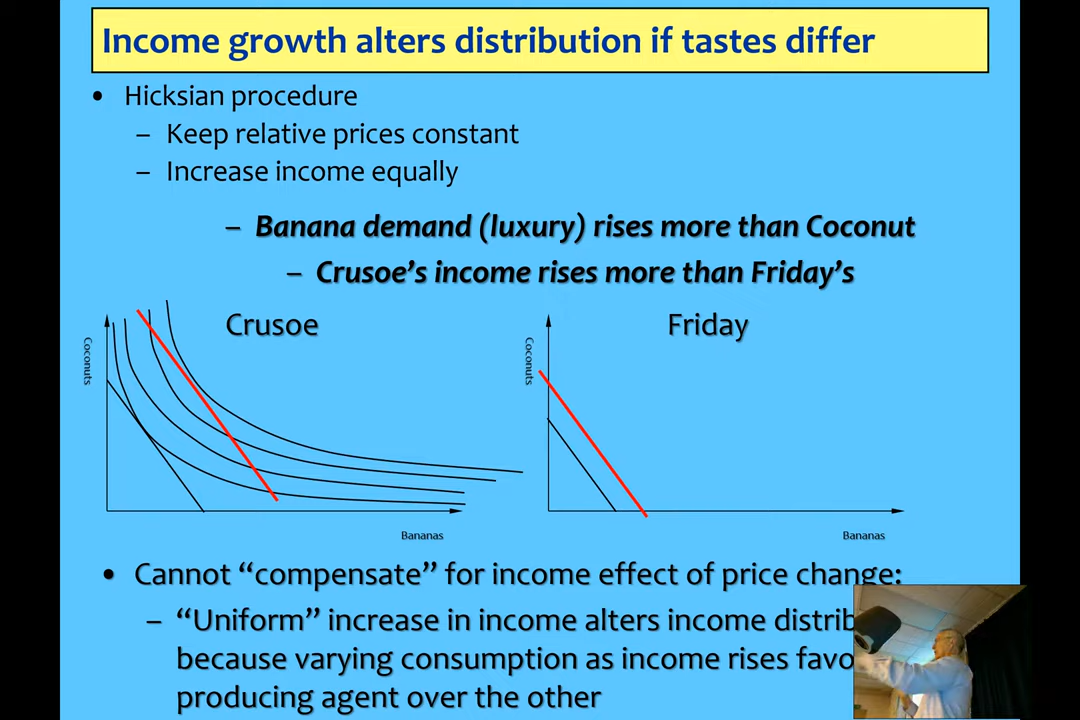 Income growth alters distribution if tastes differ
• Hicksian procedure
– Keep relative prices constant
– Increase income equally
– Banana demand (luxury) rises more than Coconut
– Crusoe’s income rises more than Friday’s
Crusoe
Friday
Coconuts
Coconuts
Bananas
Bananas
• Cannot “compensate” for income effect of price change:
– “Uniform” increase in income alters income
because varying consumption as income rises
producing agent over the other